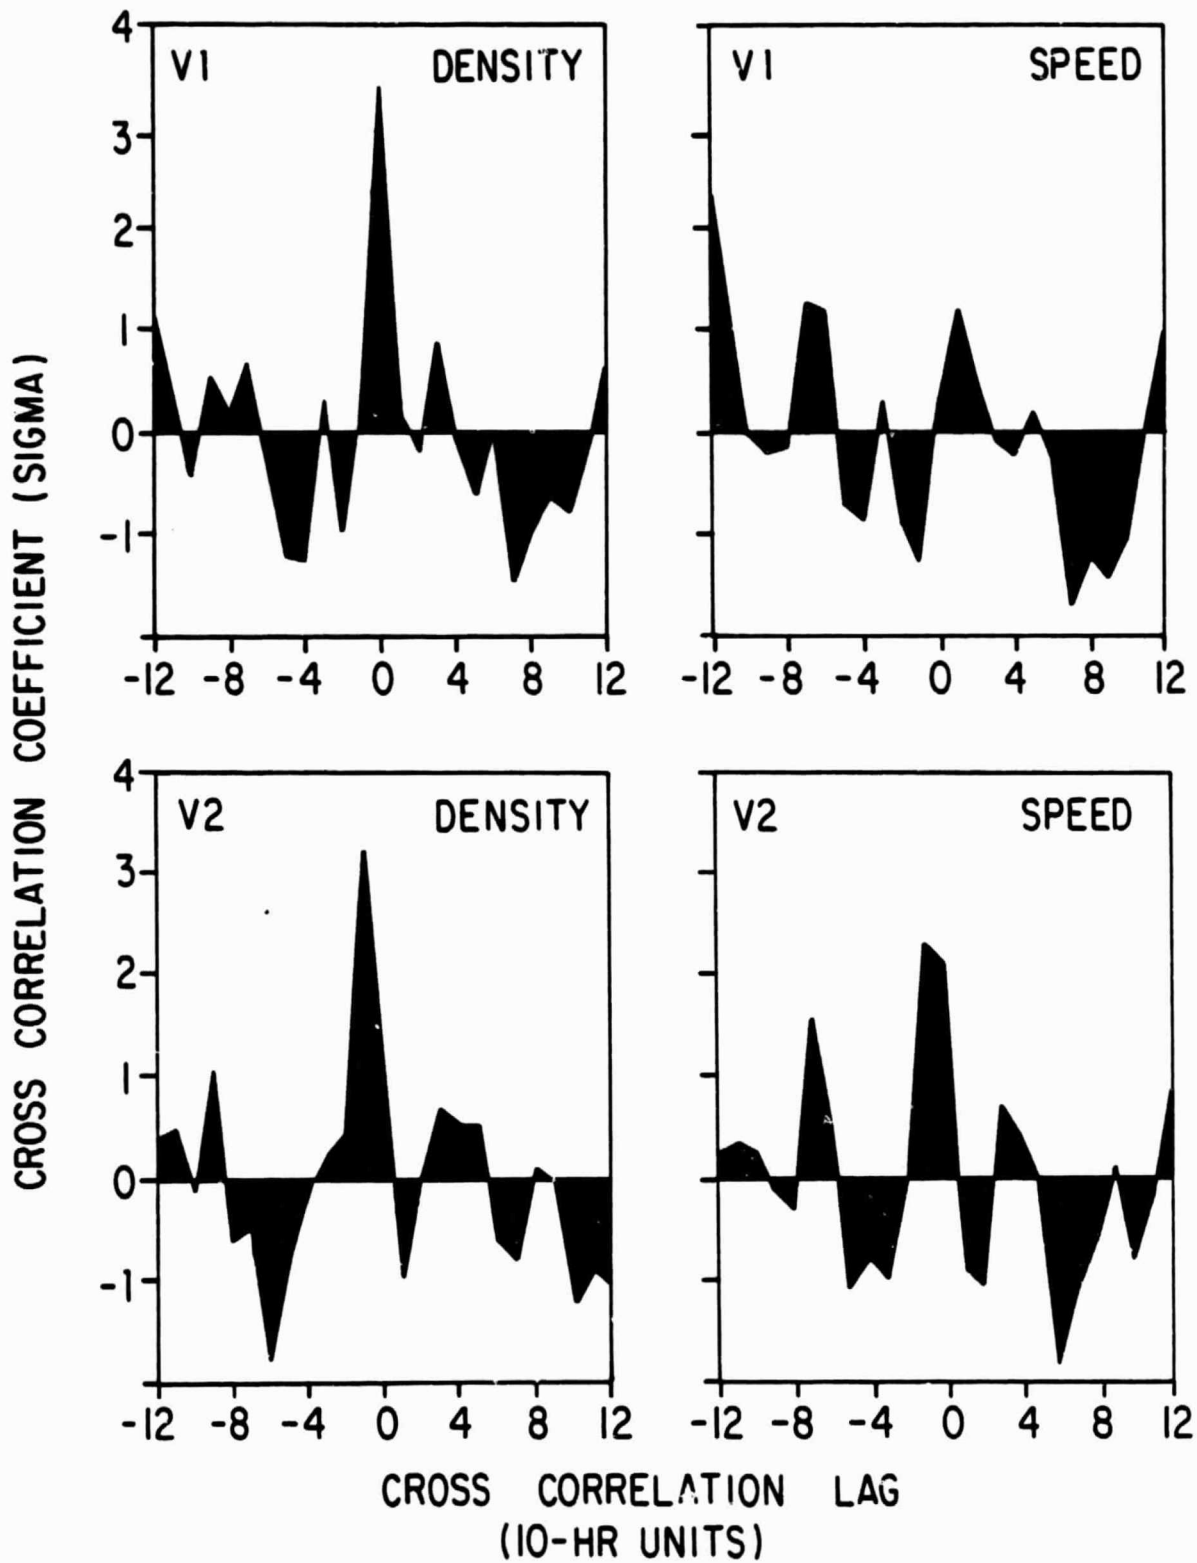 CROSS CORRELATION COEFFICIENT (SIGMA)
V1 DENSITY
4
3
2
1
0
-1
-12 -8 -4 0 4 8 12
V1 SPEED
-12 -8 -4 0 4 8 12
V2 DENSITY
4
3
2
1
0
-1
-12 -8 -4 0 4 8 12
V2 SPEED
-12 -8 -4 0 4 8 12
CROSS CORRELATION LAG
(10-HR UNITS)